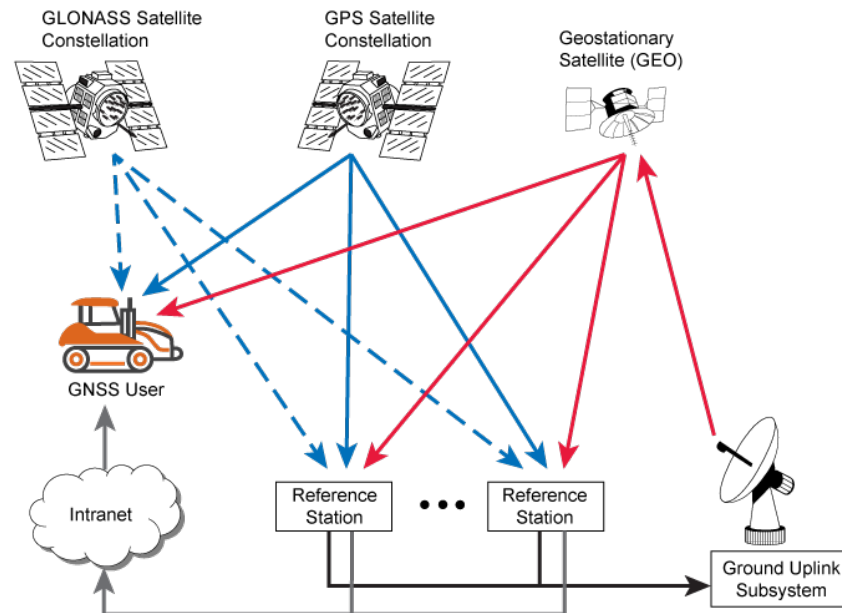 GLONASS Satellite
Constellation
GPS Satellite
Constellation
Geostationary
Satellite (GEO)
GNSS User
Intranet
Reference
Station
Reference
Station
Ground Uplink
Subsystem